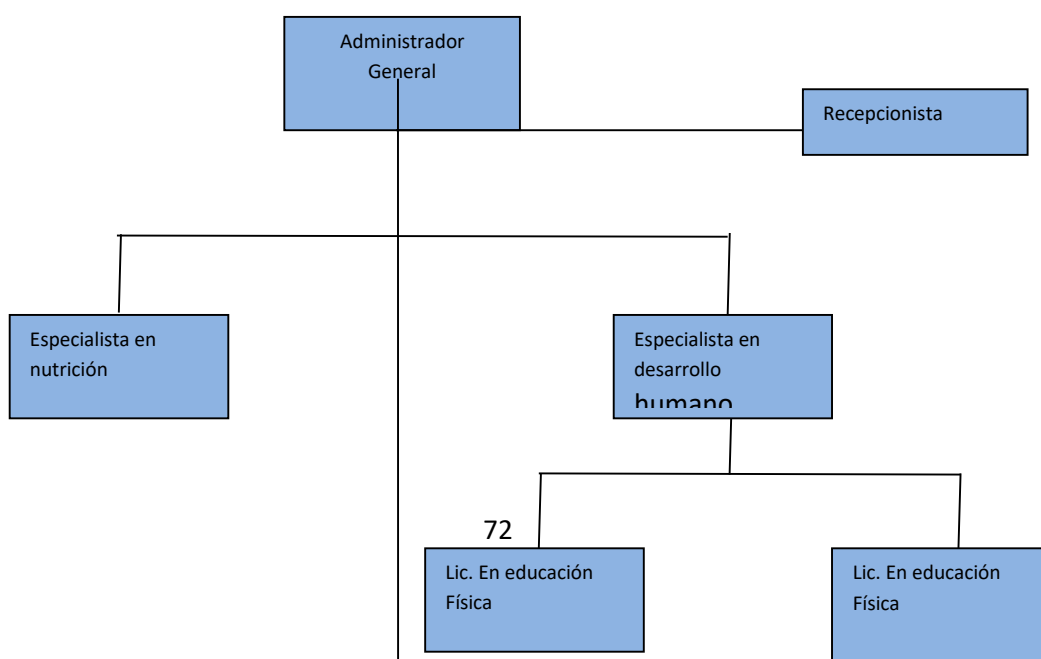 Administrador
General
Recepcionista
Especialista en
nutrición
Especialista en
desarrollo
humano
72
Lic. En educación
Física
Lic. En educación
Física